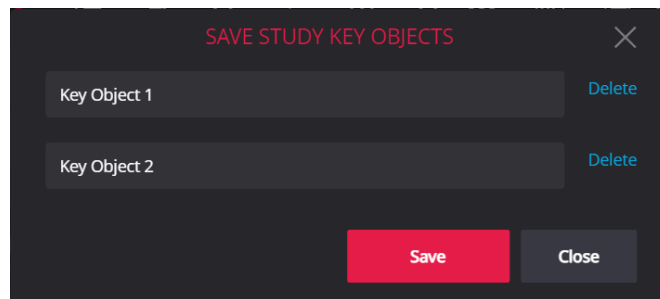 SAVE STUDY KEY OBJECTS
Key Object 1
Delete
Key Object 2
Delete
Save
Close